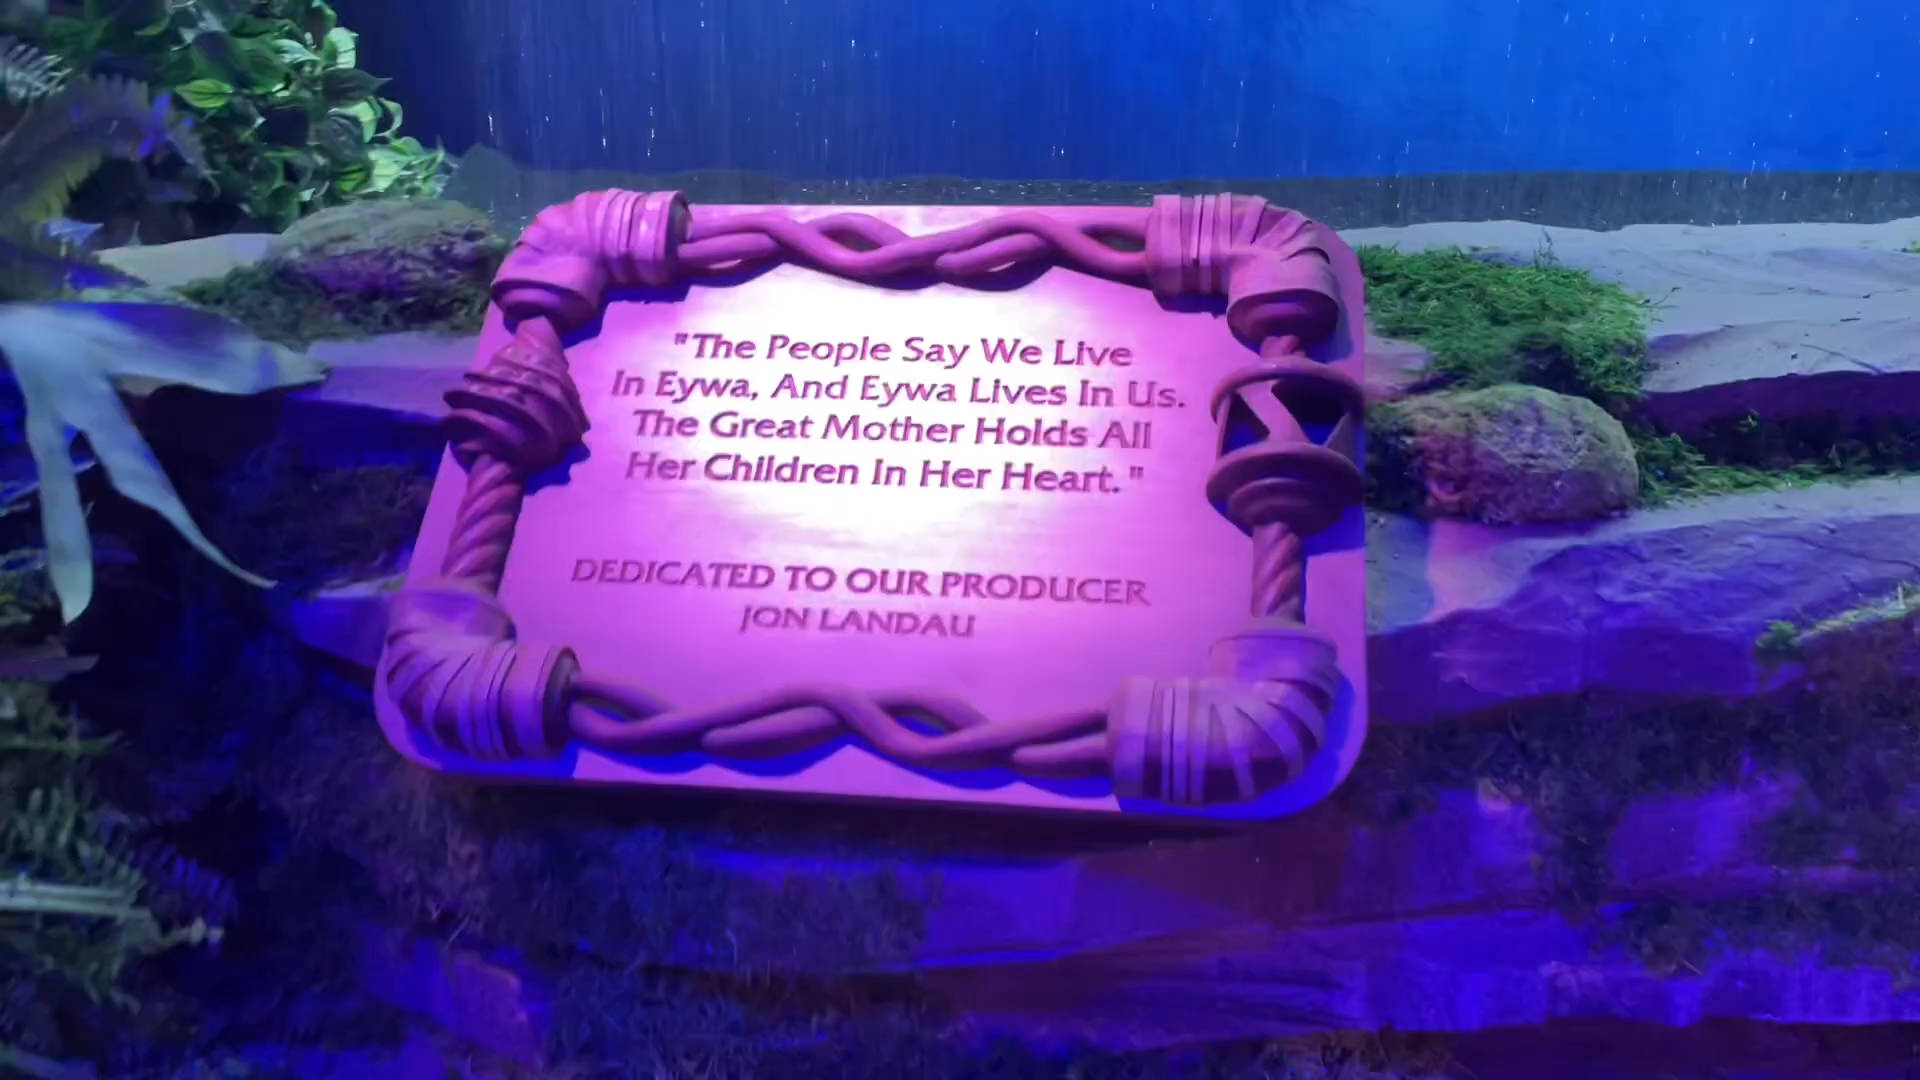 "The People Say We Live
In Eywa, And Eywa Lives In Us.
The Great Mother Holds All
Her Children In Her Heart."
DEDICATED TO OUR PRODUCER
JON LANDAU